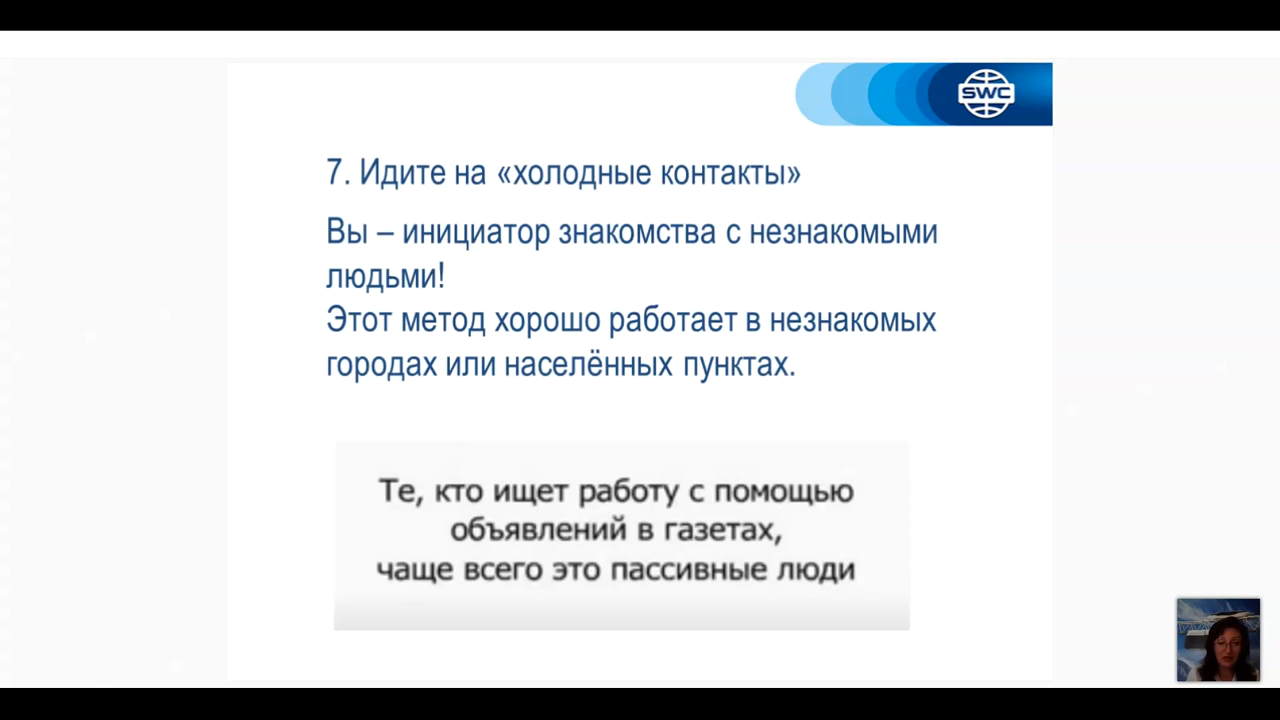 SWC
7. Идите на «холодные контакты»
Вы – инициатор знакомства с незнакомыми
людьми!
Этот метод хорошо работает в незнакомых
городах или населённых пунктах.
Те, кто ищет работу с помощью
объявлений в газетах,
чаще всего это пассивные люди